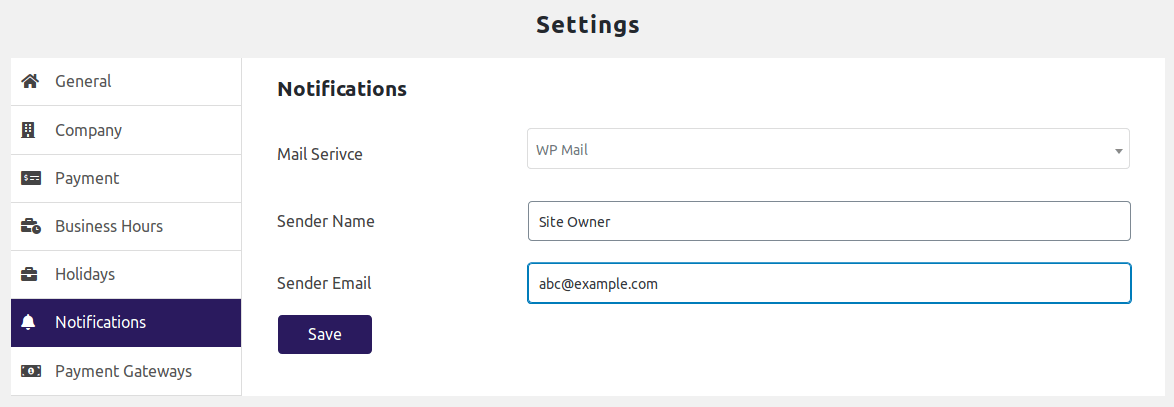 Settings
General
Company
Payment
Business Hours
Holidays
Notifications
Payment Gateways
Notifications
Mail Serivce
WP Mail
Sender Name
Site Owner
Sender Email
abc@example.com
Save